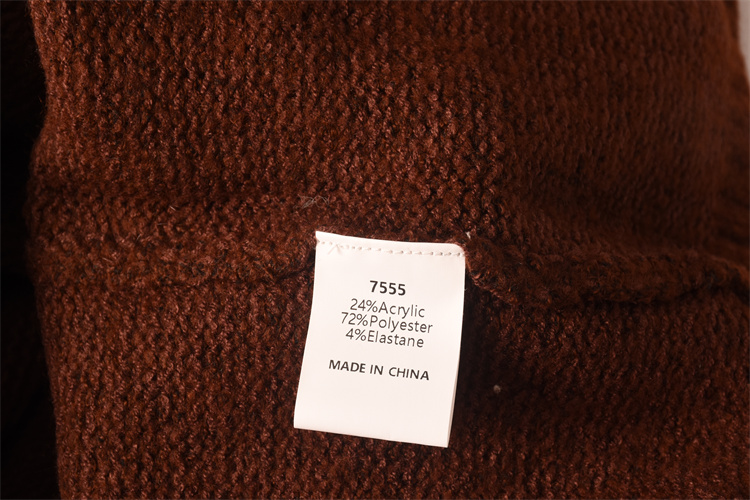 7555
24%Acrylic
72%Polyester
4%Elastane
MADE IN CHINA